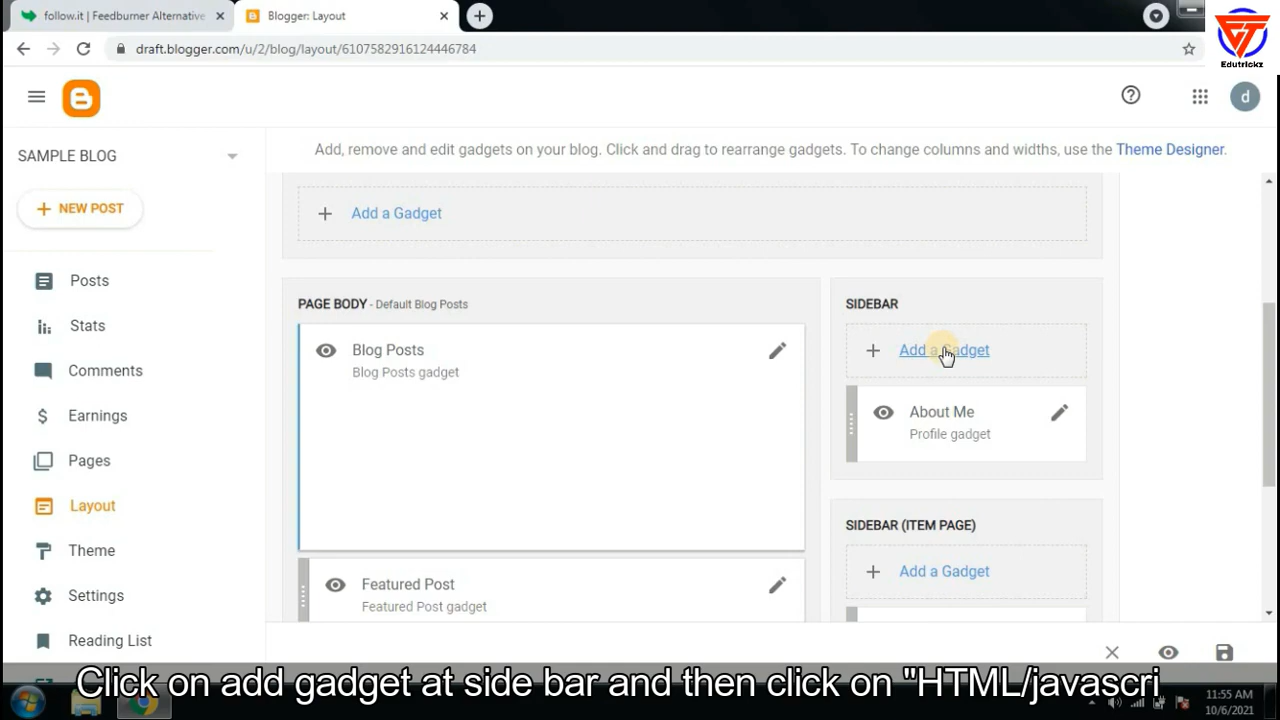 follow.it | Feedburner Alternative
Blogger: Layout
draft.blogger.com/u/2/blog/layout/6107582916124446784
Edutrickz
d
SAMPLE BLOG
Add, remove and edit gadgets on your blog. Click and drag to rearrange gadgets. To change columns and widths, use the Theme Designer.
NEW POST
Posts
Stats
Comments
Earnings
Pages
Layout
Theme
Settings
Reading List
Add a Gadget
PAGE BODY - Default Blog Posts
Blog Posts
Blog Posts gadget
Featured Post
Featured Post gadget
SIDEBAR
Add a Gadget
About Me
Profile gadget
SIDEBAR (ITEM PAGE)
Add a Gadget
Click on add gadget at side bar and then click on "HTML/javascri
11:55 AM
10/6/2021